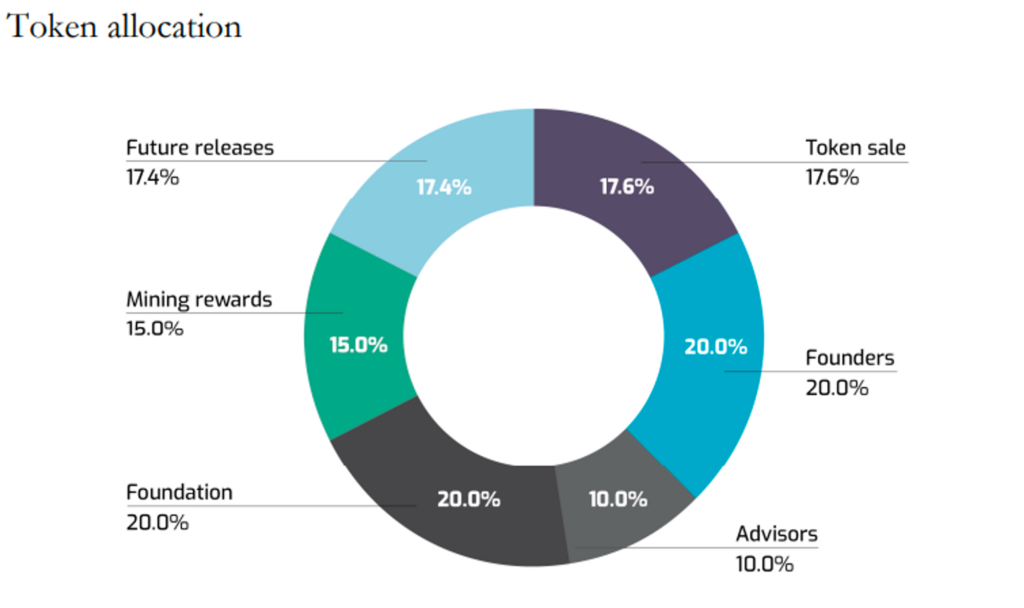 Token allocation
Future releases
17.4%
Token sale
17.6%
17.4%
17.6%
Mining rewards
15.0%
15.0%
20.0%
Founders
20.0%
Foundation
20.0%
20.0%
10.0%
Advisors
10.0%